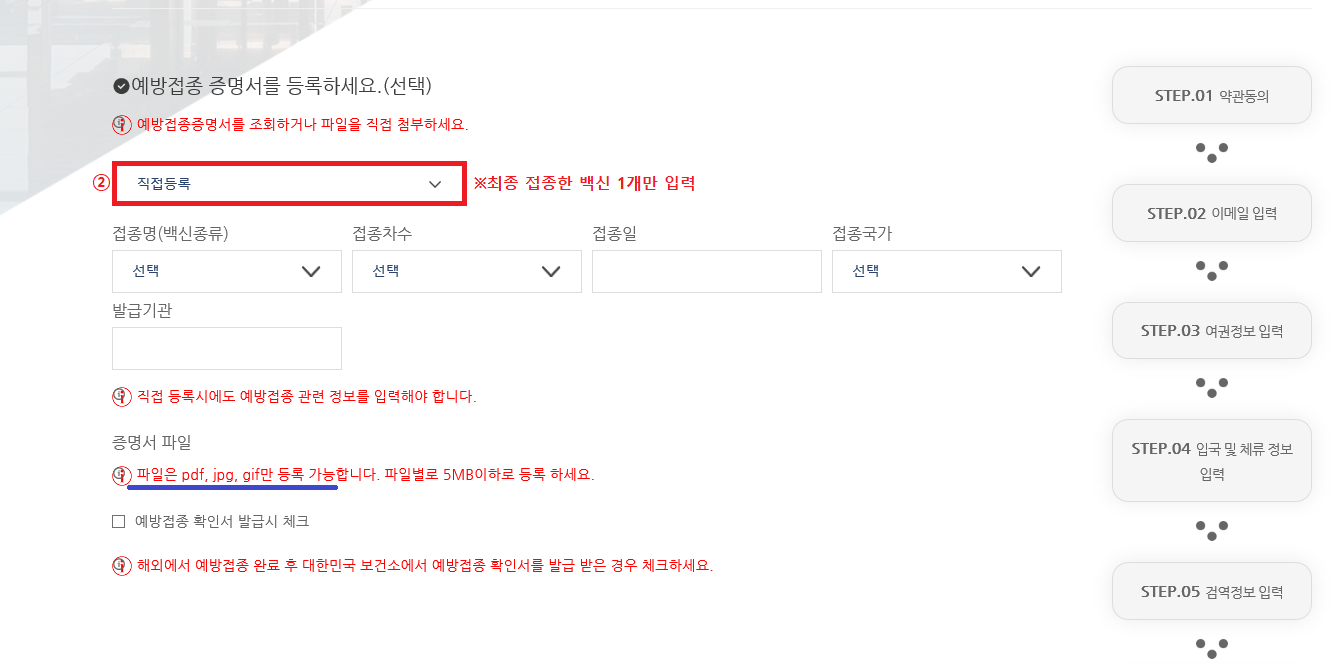 예방접종 증명서를 등록하세요.(선택)
예방접종증명서를 조회하거나 파일을 직접 첨부하세요.
② 직접등록 ※최종 접종한 백신 1개만 입력
접종명(백신종류) 접종차수 접종일 접종국가
선택 선택 선택
발급기관
직접 등록시에도 예방접종 관련 정보를 입력해야 합니다.
증명서 파일
파일은 pdf, jpg, gif만 등록 가능합니다. 파일별로 5MB이하로 등록 하세요.
예방접종 확인서 발급시 체크
해외에서 예방접종 완료 후 대한민국 보건소에서 예방접종 확인서를 발급 받은 경우 체크하세요.
STEP.01 약관동의
STEP.02 이메일 입력
STEP.03 여권정보 입력
STEP.04 입국 및 체류 정보
입력
STEP.05 검역정보 입력